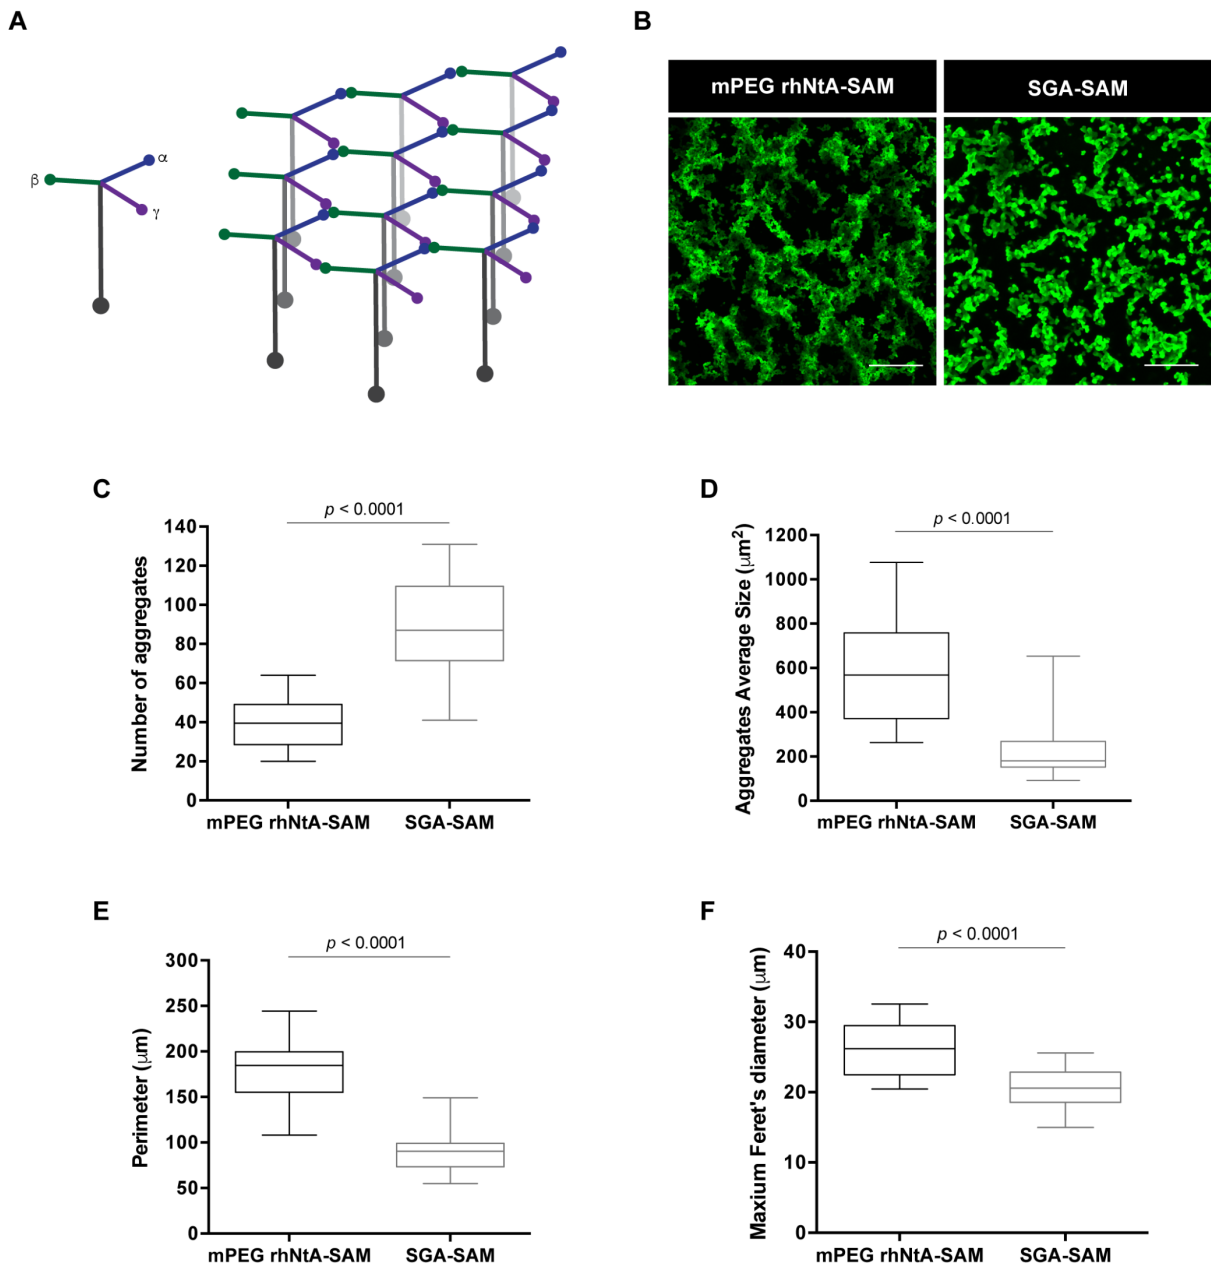 A
β
α
γ
B
mPEG rhNtA-SAM
SGA-SAM
C
p < 0.0001
Number of aggregates
140
120
100
80
60
40
20
0
mPEG rhNtA-SAM
SGA-SAM
D
p < 0.0001
Aggregates Average Size (μm²)
1200
1000
800
600
400
200
0
mPEG rhNtA-SAM
SGA-SAM
E
p < 0.0001
Perimeter (μm)
300
250
200
150
100
50
0
mPEG rhNtA-SAM
SGA-SAM
F
p < 0.0001
Maxium Feret's diameter (μm)
40
30
20
10
0
mPEG rhNtA-SAM
SGA-SAM